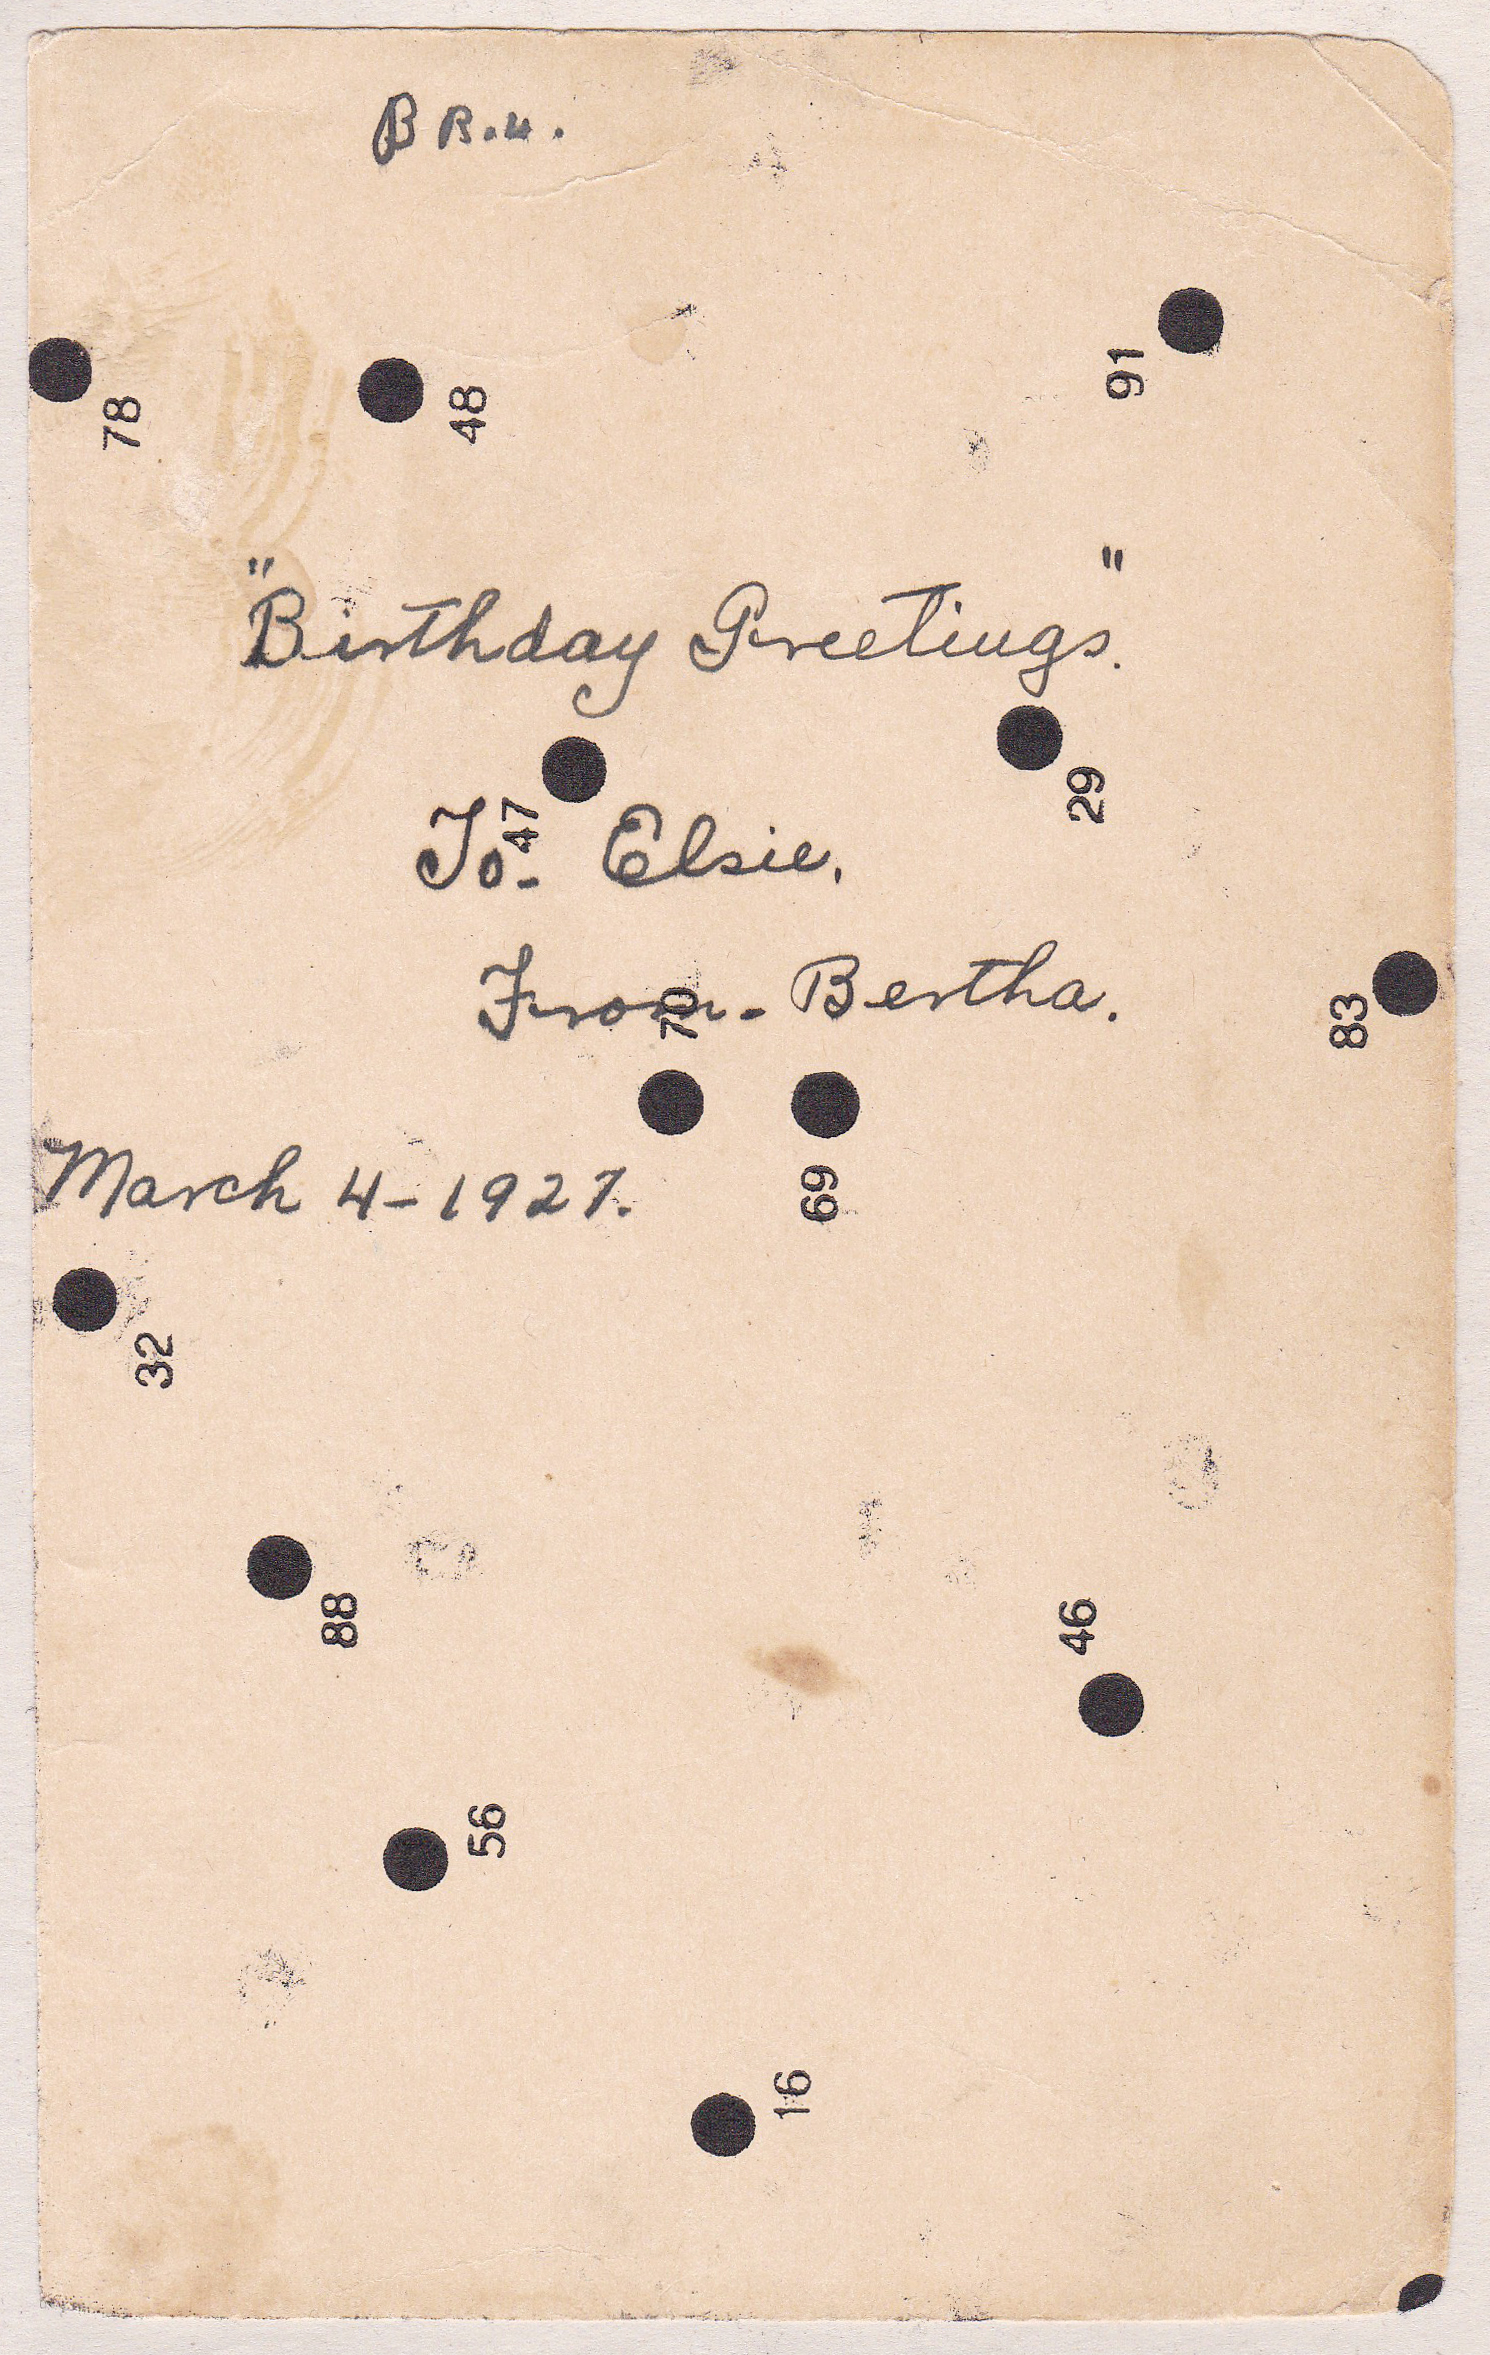 B B.H.
91
78
48
"Birthday Greetings."
29
47
To- Elsie.
From- Bertha.
70
83
69
March 4-1927.
32
88
46
56
16